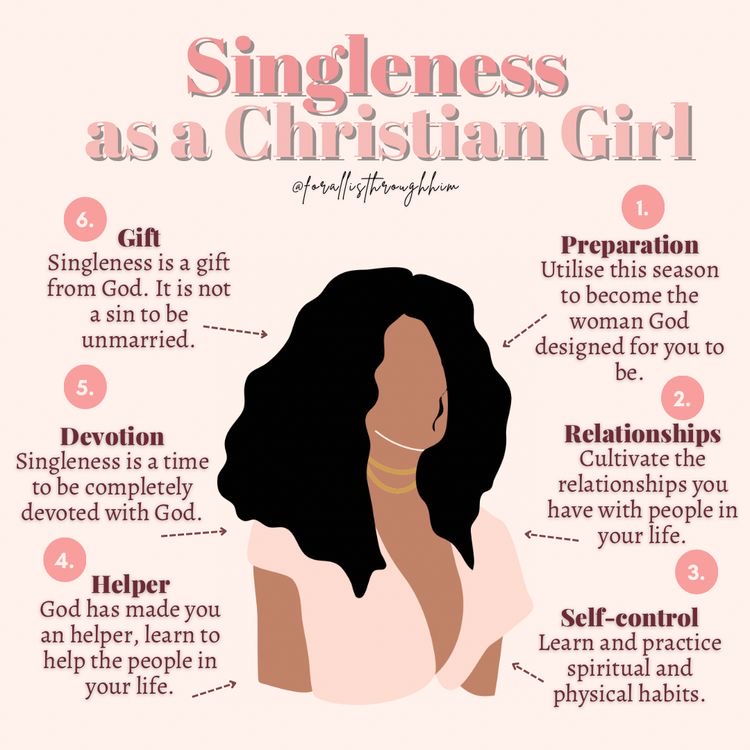 Singleness
as a Christian Girl
@forallisthroughhim
1.
Preparation
Utilise this season
to become the
woman God
designed for you to
be.
2.
Relationships
Cultivate the
relationships you
have with people in
your life.
3.
Self-control
Learn and practice
spiritual and
physical habits.
4.
Helper
God has made you
an helper, learn to
help the people in
your life.
5.
Devotion
Singleness is a time
to be completely
devoted with God.
6.
Gift
Singleness is a gift
from God. It is not
a sin to be
unmarried.